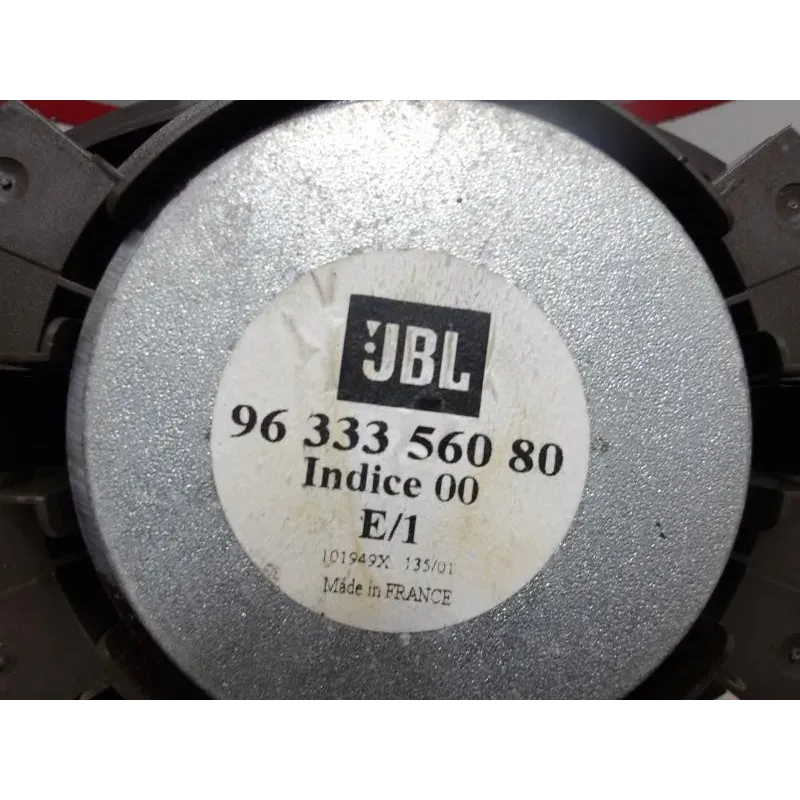 JBL
96 333 560 80
Indice 00
E/1
101949X 135/01
Made in FRANCE